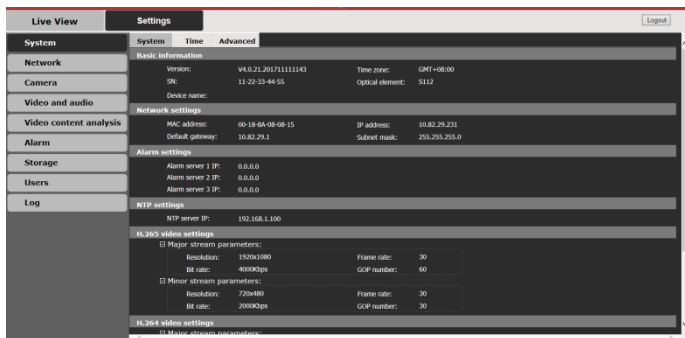 Live View Settings Logout
System System Time Advanced
Basic information
Network
Version: V4.0.21.201711111143 Time zone: GMT+08:00
SN: 11-22-33-44-55 Optical element: S112
Camera
Device name:
Video and audio
Network settings
Video content analysis
MAC address: 00-18-8A-08-08-15 IP address: 10.82.29.231
Default gateway: 10.82.29.1 Subnet mask: 255.255.255.0
Alarm
Alarm settings
Storage
Alarm server 1 IP: 0.0.0.0
Alarm server 2 IP: 0.0.0.0
Users
Alarm server 3 IP: 0.0.0.0
Log
NTP settings
NTP server IP: 192.168.1.100
H.265 video settings
Major stream parameters:
Resolution: 1920x1080 Frame rate: 30
Bit rate: 4000Kbps GOP number: 60
Minor stream parameters:
Resolution: 720x480 Frame rate: 30
Bit rate: 2000Kbps GOP number: 30
H.264 video settings
Major stream parameters: